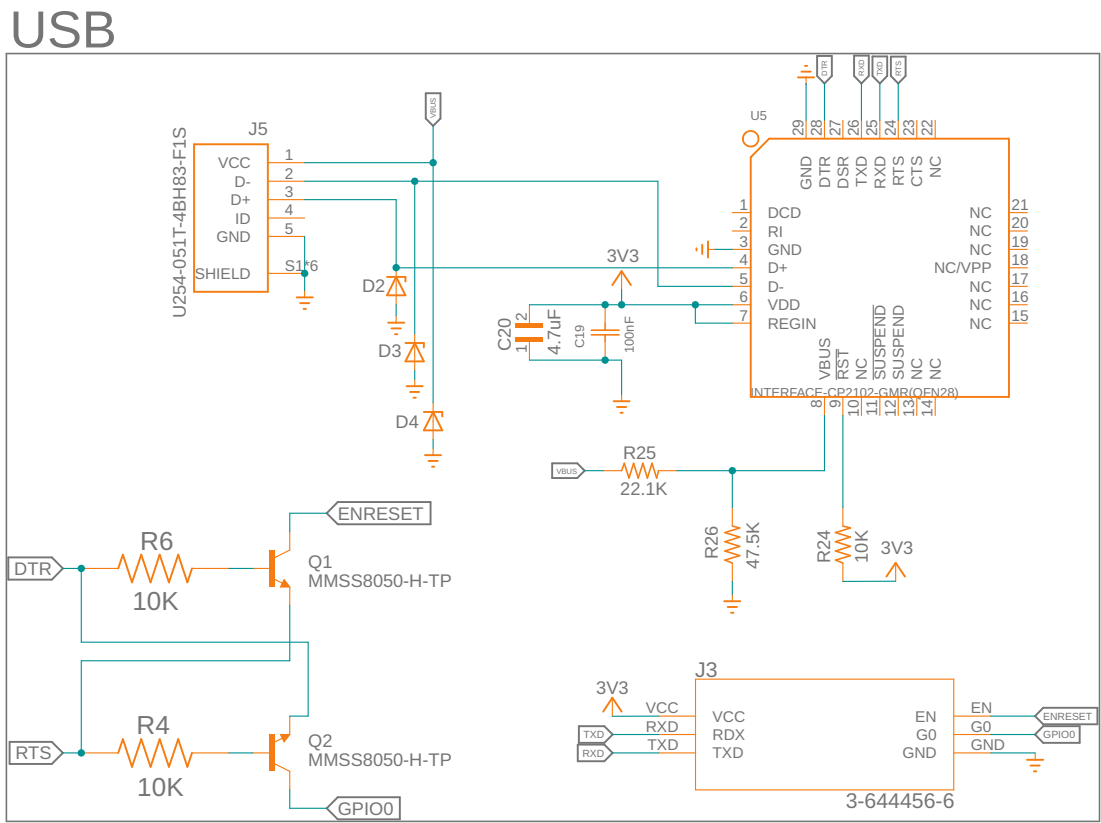 USB
J5
U254-051T-4BH83-F1S
VCC 1
D- 2
D+ 3
ID 4
GND 5
SHIELD S1*6
VBUS
D2
D3
D4
U5
DTR
RXD
TXD
RTS
29 28 27 26 25 24 23 22
GND DTR DSR TXD RXD RTS CTS NC
1 DCD
2 RI
3 GND
4 D+
5 D-
6 VDD
7 REGIN
NC 21
NC 20
NC 19
NC/VPP 18
NC 17
NC 16
NC 15
VBUS RST NC SUSPEND SUSPEND NC NC
INTERFACE-CP2102-GMR(QFN28)
8 9 10 11 12 13 14
3V3
C20
2
1
4.7uF
C19
100nF
VBUS
R25
22.1K
R26
47.5K
R24
10K
3V3
ENRESET
DTR
R6
10K
Q1
MMSS8050-H-TP
RTS
R4
10K
Q2
MMSS8050-H-TP
GPIO0
J3
3V3
VCC VCC
TXD RXD RDX
RXD TXD TXD
EN EN ENRESET
G0 G0 GPIO0
GND GND
3-644456-6